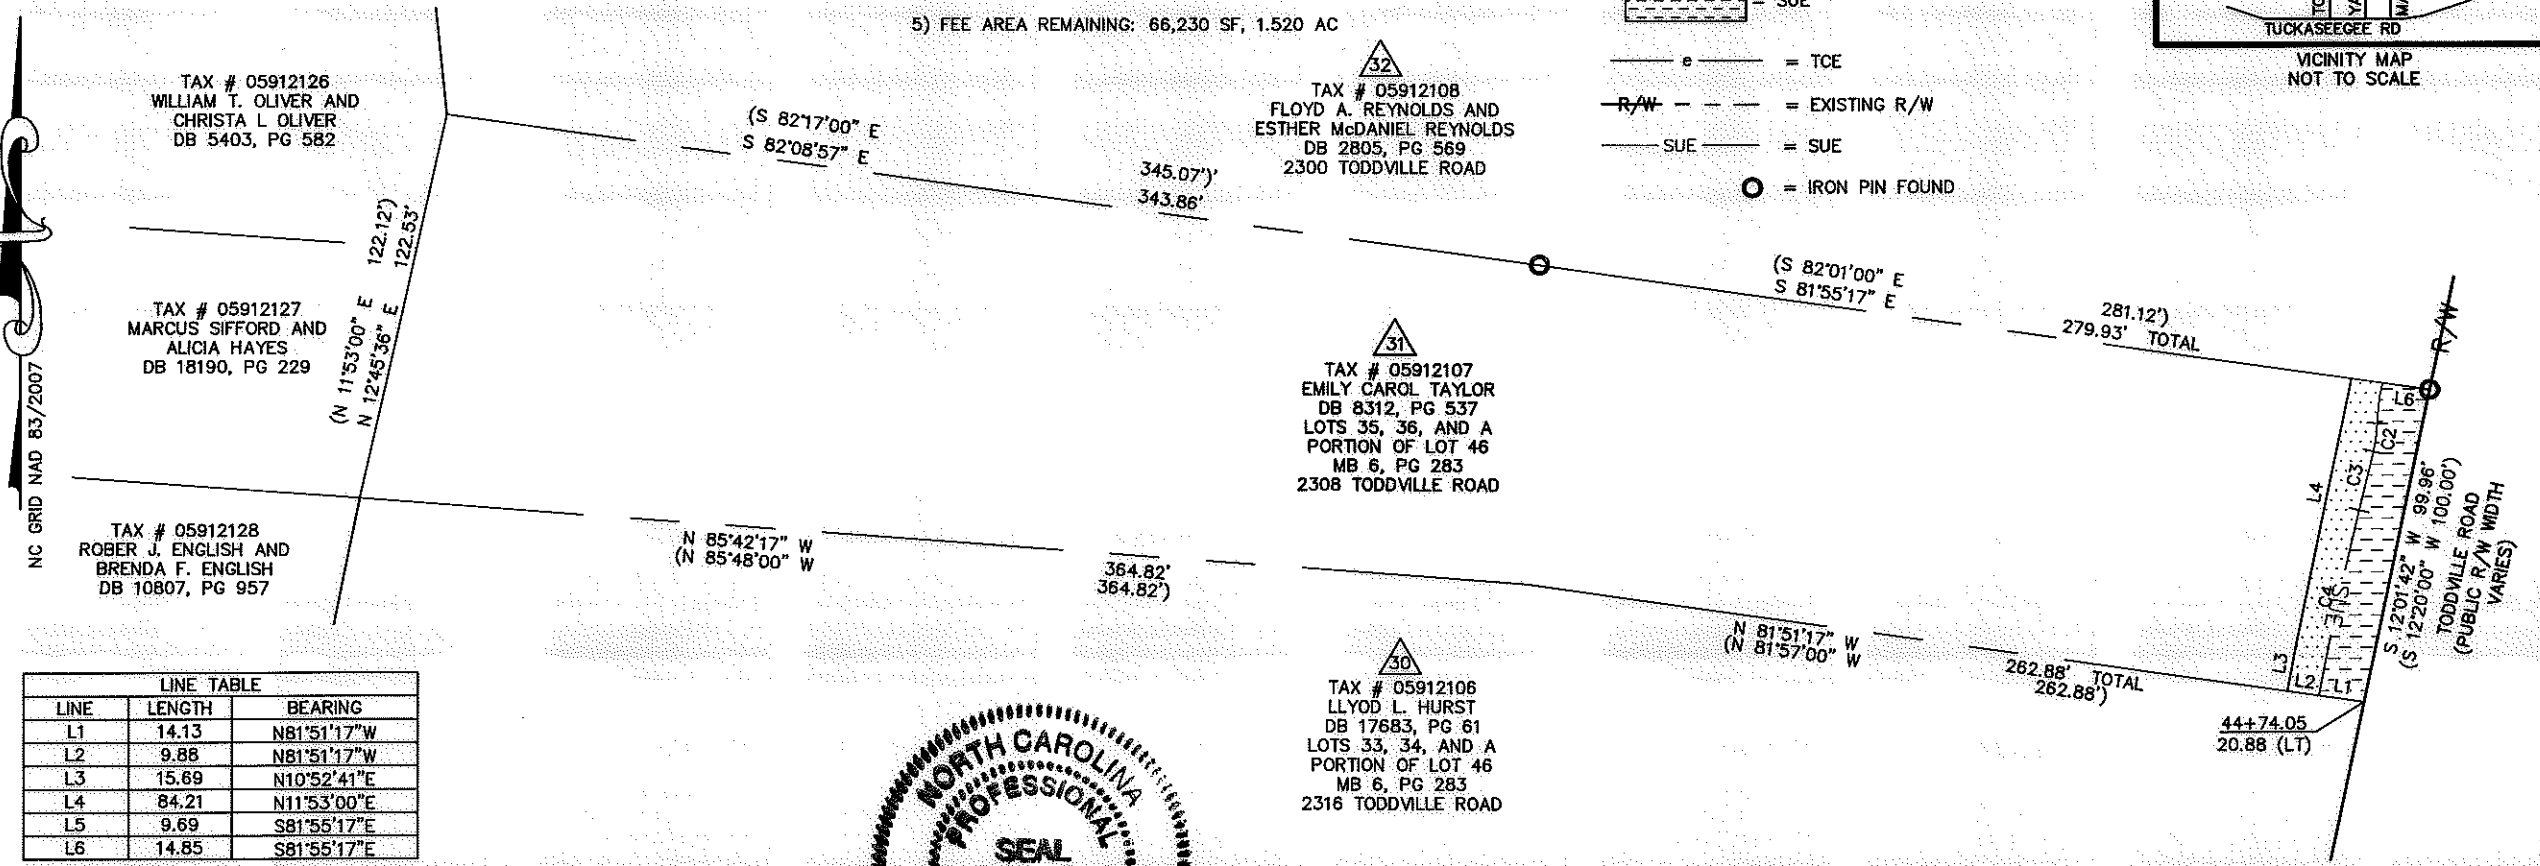 5) FEE AREA REMAINING: 66,230 SF, 1.520 AC
= SUE
e = TCE
R/W = EXISTING R/W
SUE = SUE
= IRON PIN FOUND
TUCKASEEGEE RD
VICINITY MAP
NOT TO SCALE
TAX # 05912126
WILLIAM T. OLIVER AND
CHRISTA L OLIVER
DB 5403, PG 582
(S 82°17'00" E
S 82°08'57" E
345.07')'
343.86'
32
TAX # 05912108
FLOYD A. REYNOLDS AND
ESTHER McDANIEL REYNOLDS
DB 2805, PG 569
2300 TODDVILLE ROAD
122.12')
122.53'
(N 11°53'00" E
N 12°45'36" E
TAX # 05912127
MARCUS SIFFORD AND
ALICIA HAYES
DB 18190, PG 229
NC GRID NAD 83/2007
(S 82°01'00" E
S 81°55'17" E
281.12')
279.93' TOTAL
R/W
31
TAX # 05912107
EMILY CAROL TAYLOR
DB 8312, PG 537
LOTS 35, 36, AND A
PORTION OF LOT 46
MB 6, PG 283
2308 TODDVILLE ROAD
L6
C2
C3
L4
C4
SUE
L3
L2
L1
S 12°01'42" W 99.96'
(S 12°20'00" W 100.00')
TODDVILLE ROAD
(PUBLIC R/W WIDTH
VARIES)
TAX # 05912128
ROBER J. ENGLISH AND
BRENDA F. ENGLISH
DB 10807, PG 957
N 85°42'17" W
(N 85°48'00" W
364.82'
364.82')
N 81°51'17" W
(N 81°57'00" W
262.88' TOTAL
262.88')
44+74.05
20.88 (LT)
30
TAX # 05912106
LLYOD L. HURST
DB 17683, PG 61
LOTS 33, 34, AND A
PORTION OF LOT 46
MB 6, PG 283
2316 TODDVILLE ROAD
LINE TABLE
LINE LENGTH BEARING
L1 14.13 N81°51'17"W
L2 9.88 N81°51'17"W
L3 15.69 N10°52'41"E
L4 84.21 N11°53'00"E
L5 9.69 S81°55'17"E
L6 14.85 S81°55'17"E
NORTH CAROLINA
PROFESSIONAL
SEAL